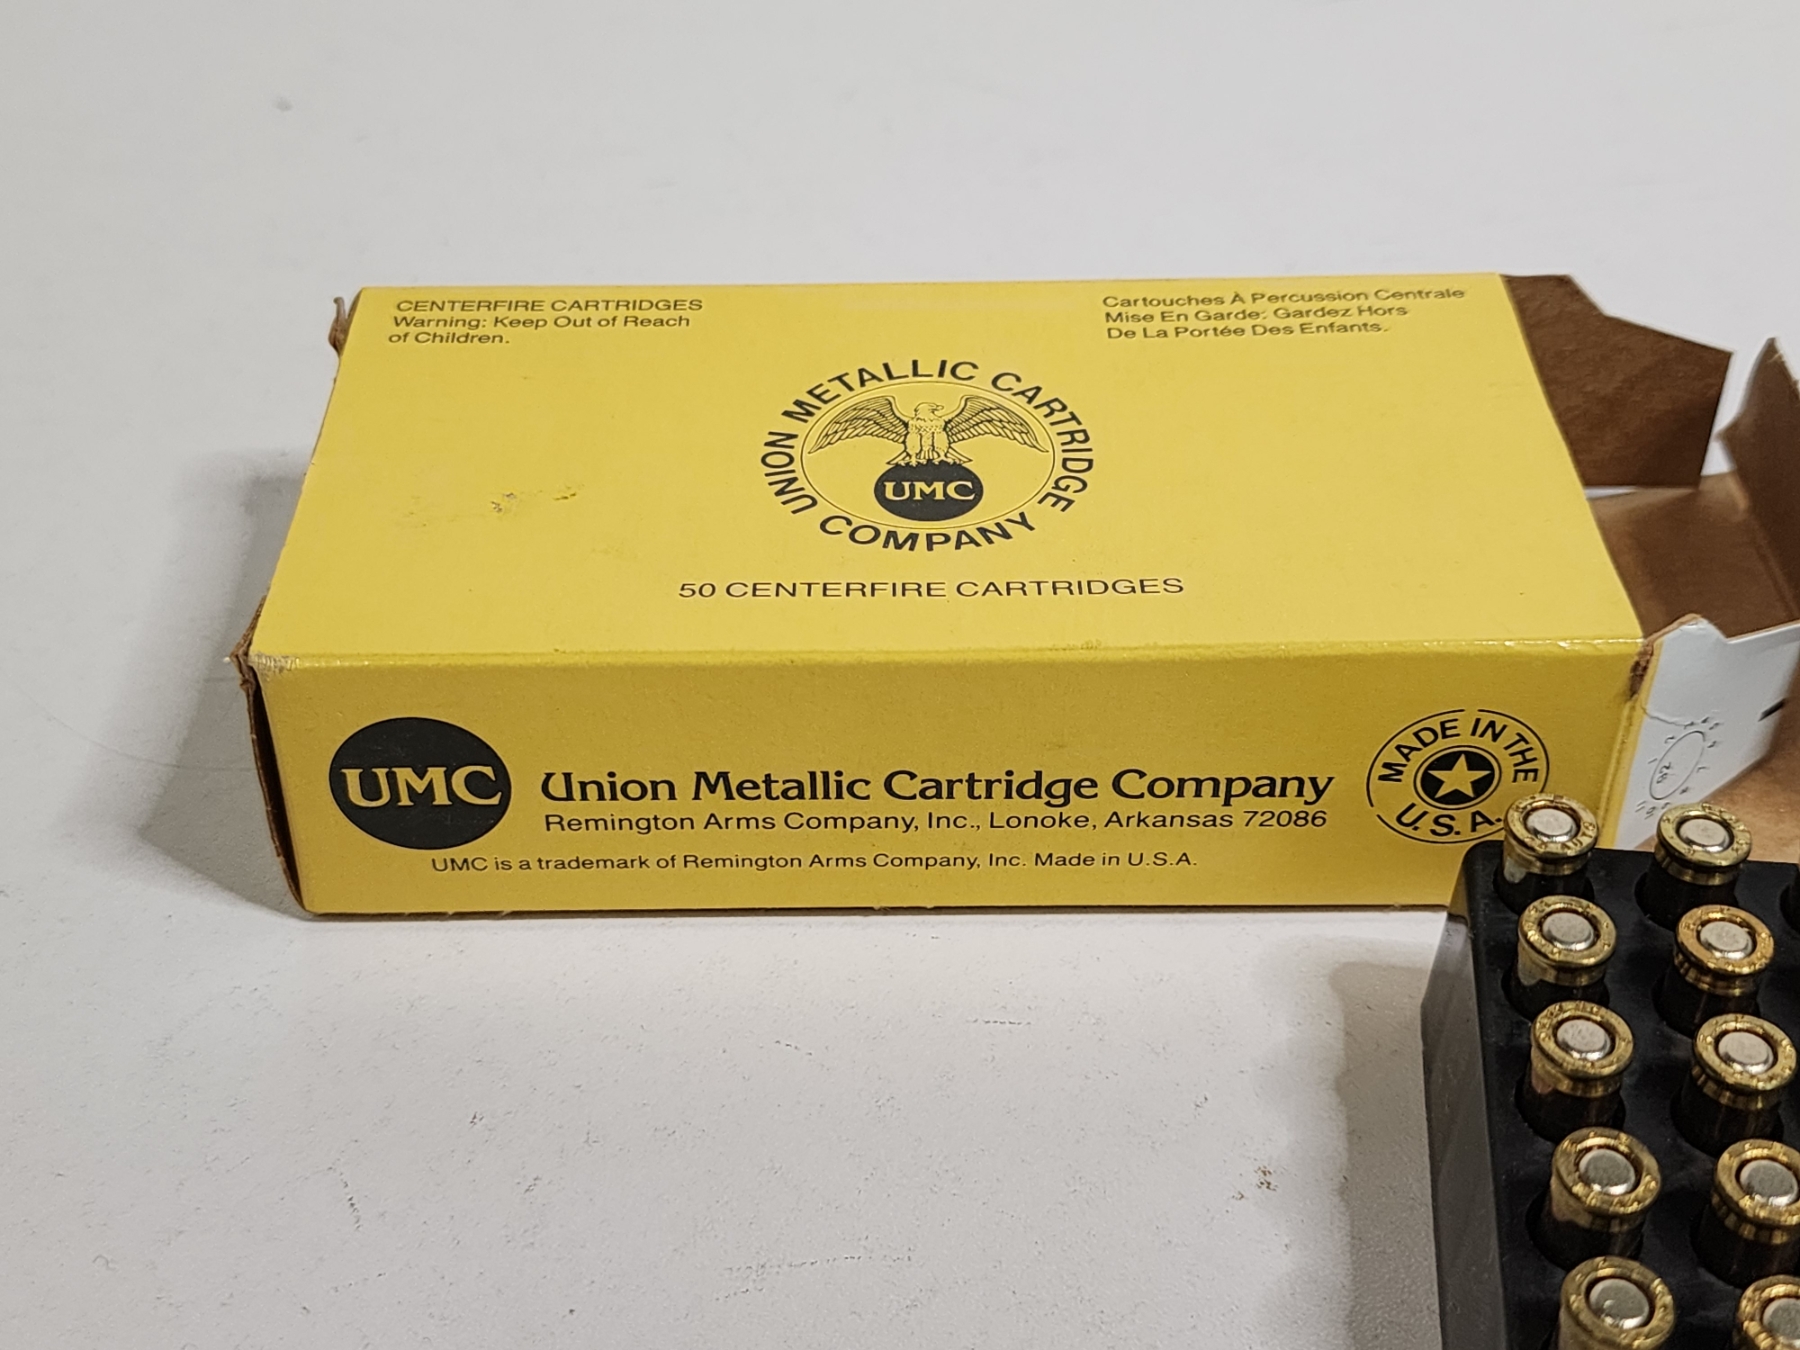 CENTERFIRE CARTRIDGES
Warning: Keep Out of Reach
of Children.
Cartouches À Percussion Centrale
Mise En Garde: Gardez Hors
De La Portée Des Enfants.
UNION METALLIC CARTRIDGE COMPANY
UMC
50 CENTERFIRE CARTRIDGES
UMC
Union Metallic Cartridge Company
Remington Arms Company, Inc., Lonoke, Arkansas 72086
UMC is a trademark of Remington Arms Company, Inc. Made in U.S.A.
MADE IN THE
U.S.A.